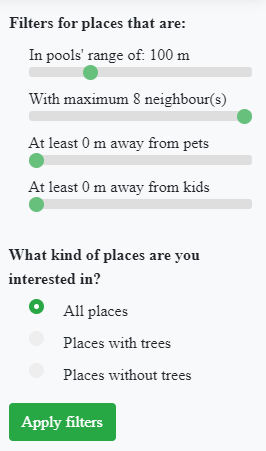 Filters for places that are:
In pools' range of: 100 m
With maximum 8 neighbour(s)
At least 0 m away from pets
At least 0 m away from kids
What kind of places are you
interested in?
All places
Places with trees
Places without trees
Apply filters